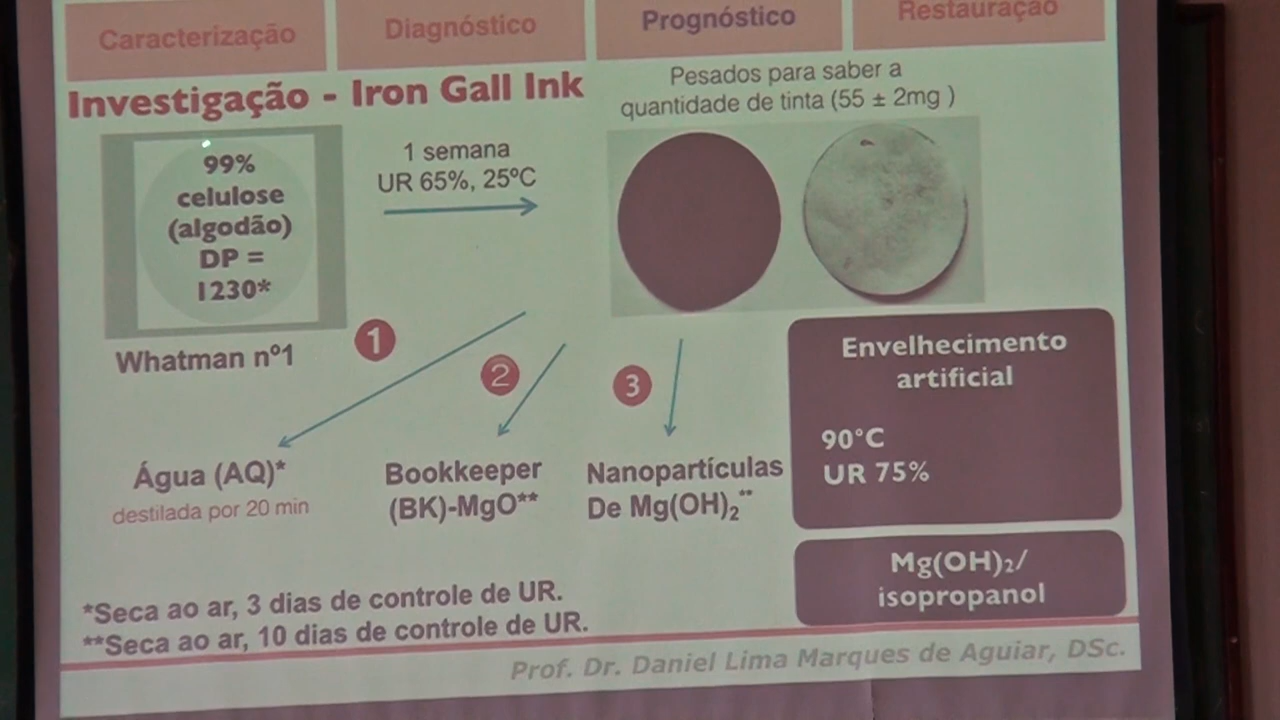 Caracterização
Diagnóstico
Prognóstico
Restauração
Investigação - Iron Gall Ink
Pesados para saber a
quantidade de tinta (55 ± 2mg )
99%
celulose
(algodão)
DP =
1230*
1 semana
UR 65%, 25ºC
Whatman nº1
1
2
3
Água (AQ)*
destilada por 20 min
Bookkeeper
(BK)-MgO**
Nanopartículas
De Mg(OH)₂**
Envelhecimento
artificial
90°C
UR 75%
Mg(OH)₂/
isopropanol
*Seca ao ar, 3 dias de controle de UR.
**Seca ao ar, 10 dias de controle de UR.
Prof. Dr. Daniel Lima Marques de Aguiar, DSc.